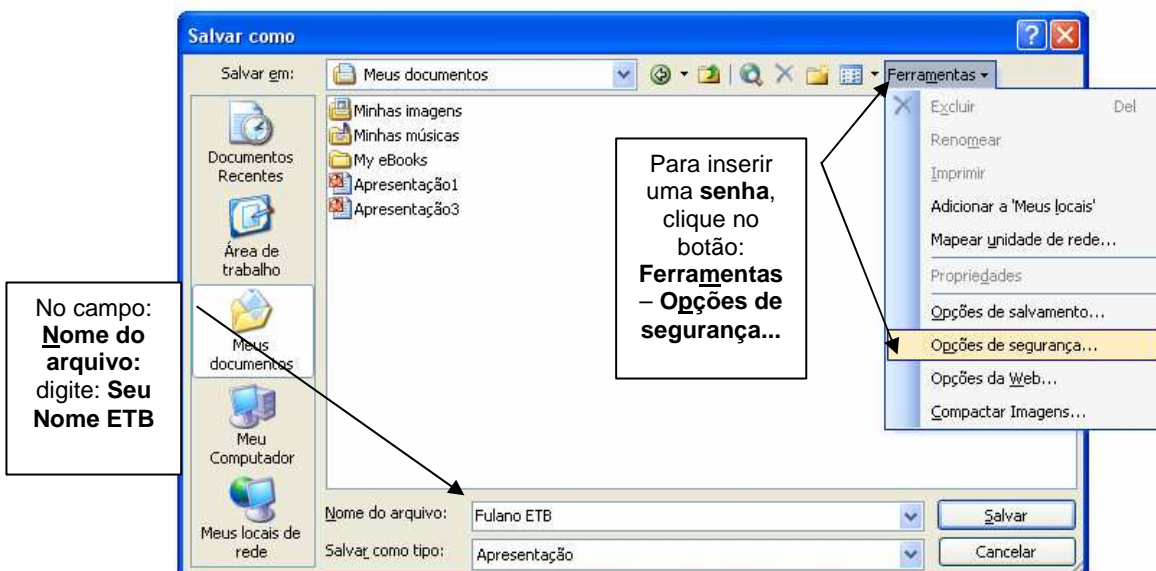 Salvar como
Salvar em:
Meus documentos
Ferramentas
Minhas imagens
Minhas músicas
My eBooks
Apresentação1
Apresentação3
Documentos
Recentes
Área de
trabalho
Meus
documentos
Meu
Computador
Meus locais de
rede
Excluir Del
Renomear
Imprimir
Adicionar a 'Meus locais'
Mapear unidade de rede...
Propriedades
Opções de salvamento...
Opções de segurança...
Opções da Web...
Compactar Imagens...
Para inserir
uma senha,
clique no
botão:
Ferramentas
– Opções de
segurança...
No campo:
Nome do
arquivo:
digite: Seu
Nome ETB
Nome do arquivo: Fulano ETB
Salvar
Salvar como tipo: Apresentação
Cancelar